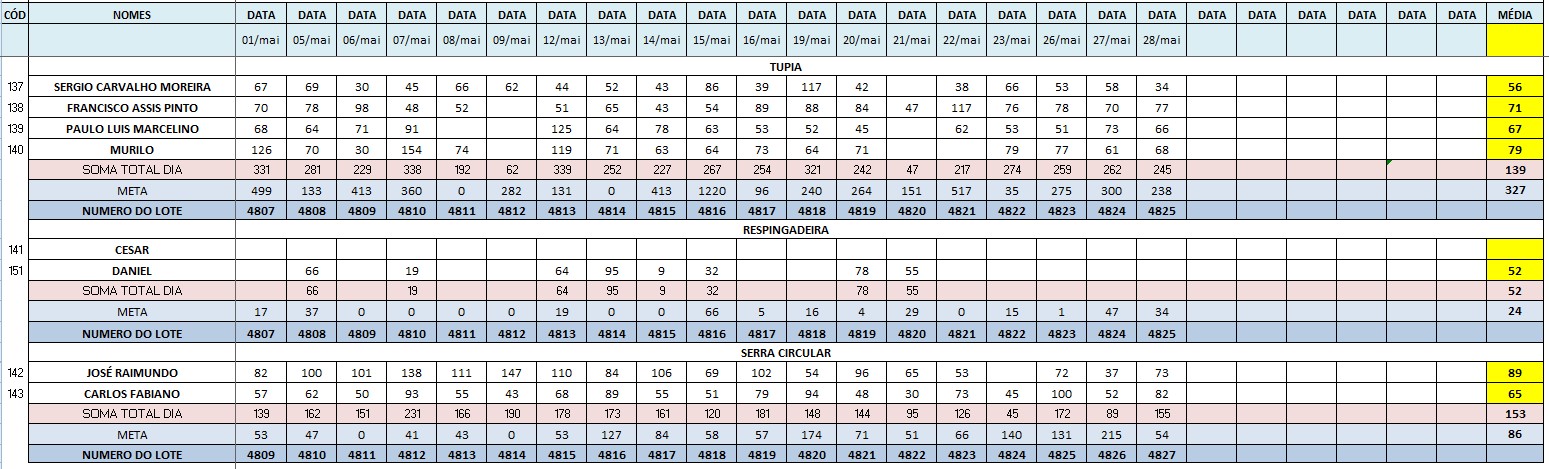 CÓD NOMES DATA DATA DATA DATA DATA DATA DATA DATA DATA DATA DATA DATA DATA DATA DATA DATA DATA DATA DATA DATA DATA DATA DATA DATA DATA MÉDIA
01/mai 05/mai 06/mai 07/mai 08/mai 09/mai 12/mai 13/mai 14/mai 15/mai 16/mai 19/mai 20/mai 21/mai 22/mai 23/mai 26/mai 27/mai 28/mai
TUPIA
137 SERGIO CARVALHO MOREIRA 67 69 30 45 66 62 44 52 43 86 39 117 42 38 66 53 58 34 56
138 FRANCISCO ASSIS PINTO 70 78 98 48 52 51 65 43 54 89 88 84 47 117 76 78 70 77 71
139 PAULO LUIS MARCELINO 68 64 71 91 125 64 78 63 53 52 45 62 53 51 73 66 67
140 MURILO 126 70 30 154 74 119 71 63 64 73 64 71 79 77 61 68 79
SOMA TOTAL DIA 331 281 229 338 192 62 339 252 227 267 254 321 242 47 217 274 259 262 245 139
META 499 133 413 360 0 282 131 0 413 1220 96 240 264 151 517 35 275 300 238 327
NUMERO DO LOTE 4807 4808 4809 4810 4811 4812 4813 4814 4815 4816 4817 4818 4819 4820 4821 4822 4823 4824 4825
RESPINGADEIRA
141 CESAR
151 DANIEL 66 19 64 95 9 32 78 55 52
SOMA TOTAL DIA 66 19 64 95 9 32 78 55 52
META 17 37 0 0 0 0 19 0 0 66 5 16 4 29 0 15 1 47 34 24
NUMERO DO LOTE 4807 4808 4809 4810 4811 4812 4813 4814 4815 4816 4817 4818 4819 4820 4821 4822 4823 4824 4825
SERRA CIRCULAR
142 JOSÉ RAIMUNDO 82 100 101 138 111 147 110 84 106 69 102 54 96 65 53 72 37 73 89
143 CARLOS FABIANO 57 62 50 93 55 43 68 89 55 51 79 94 48 30 73 45 100 52 82 65
SOMA TOTAL DIA 139 162 151 231 166 190 178 173 161 120 181 148 144 95 126 45 172 89 155 153
META 53 47 0 41 43 0 53 127 84 58 57 174 71 51 66 140 131 215 54 86
NUMERO DO LOTE 4809 4810 4811 4812 4813 4814 4815 4816 4817 4818 4819 4820 4821 4822 4823 4824 4825 4826 4827